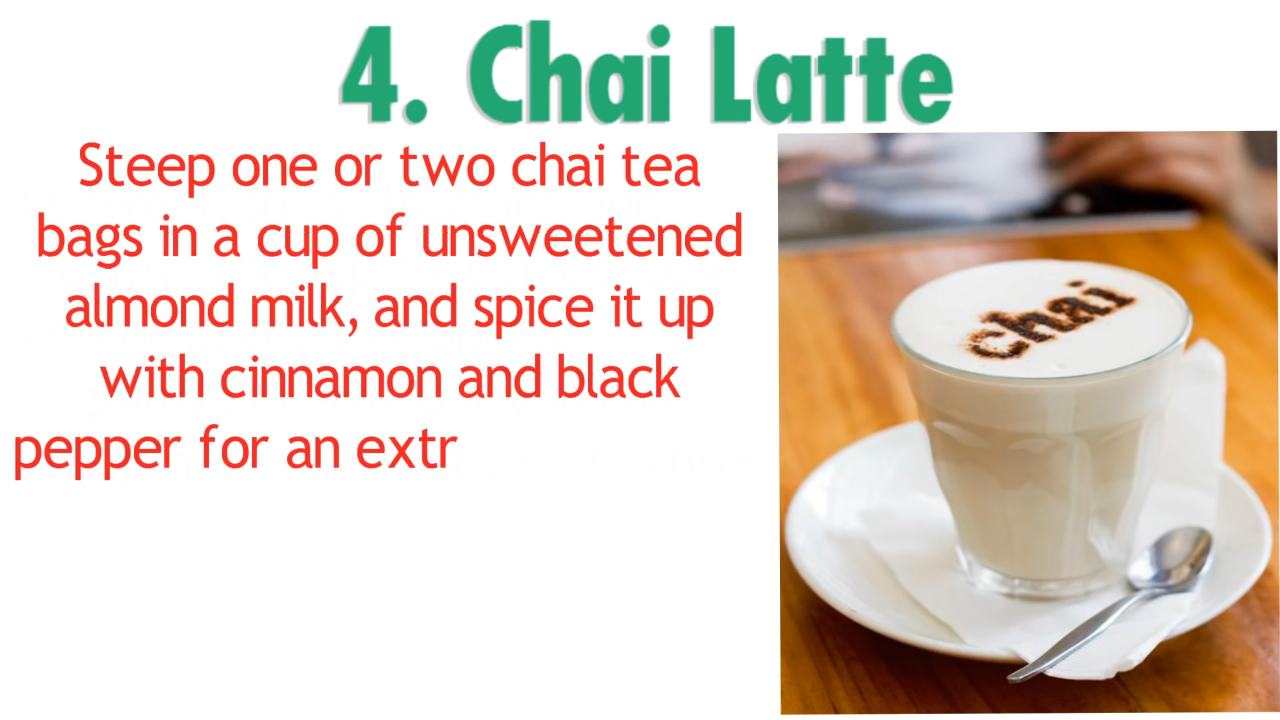 4. Chai Latte
Steep one or two chai tea
bags in a cup of unsweetened
almond milk, and spice it up
with cinnamon and black
pepper for an extr
chai